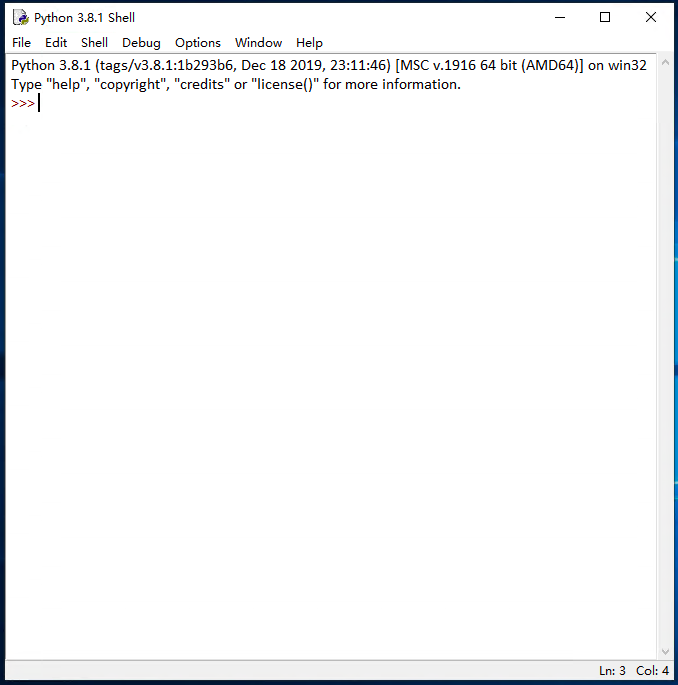 Python 3.8.1 Shell
File Edit Shell Debug Options Window Help
Python 3.8.1 (tags/v3.8.1:1b293b6, Dec 18 2019, 23:11:46) [MSC v.1916 64 bit (AMD64)] on win32
Type "help", "copyright", "credits" or "license()" for more information.
>>>
Ln: 3 Col: 4